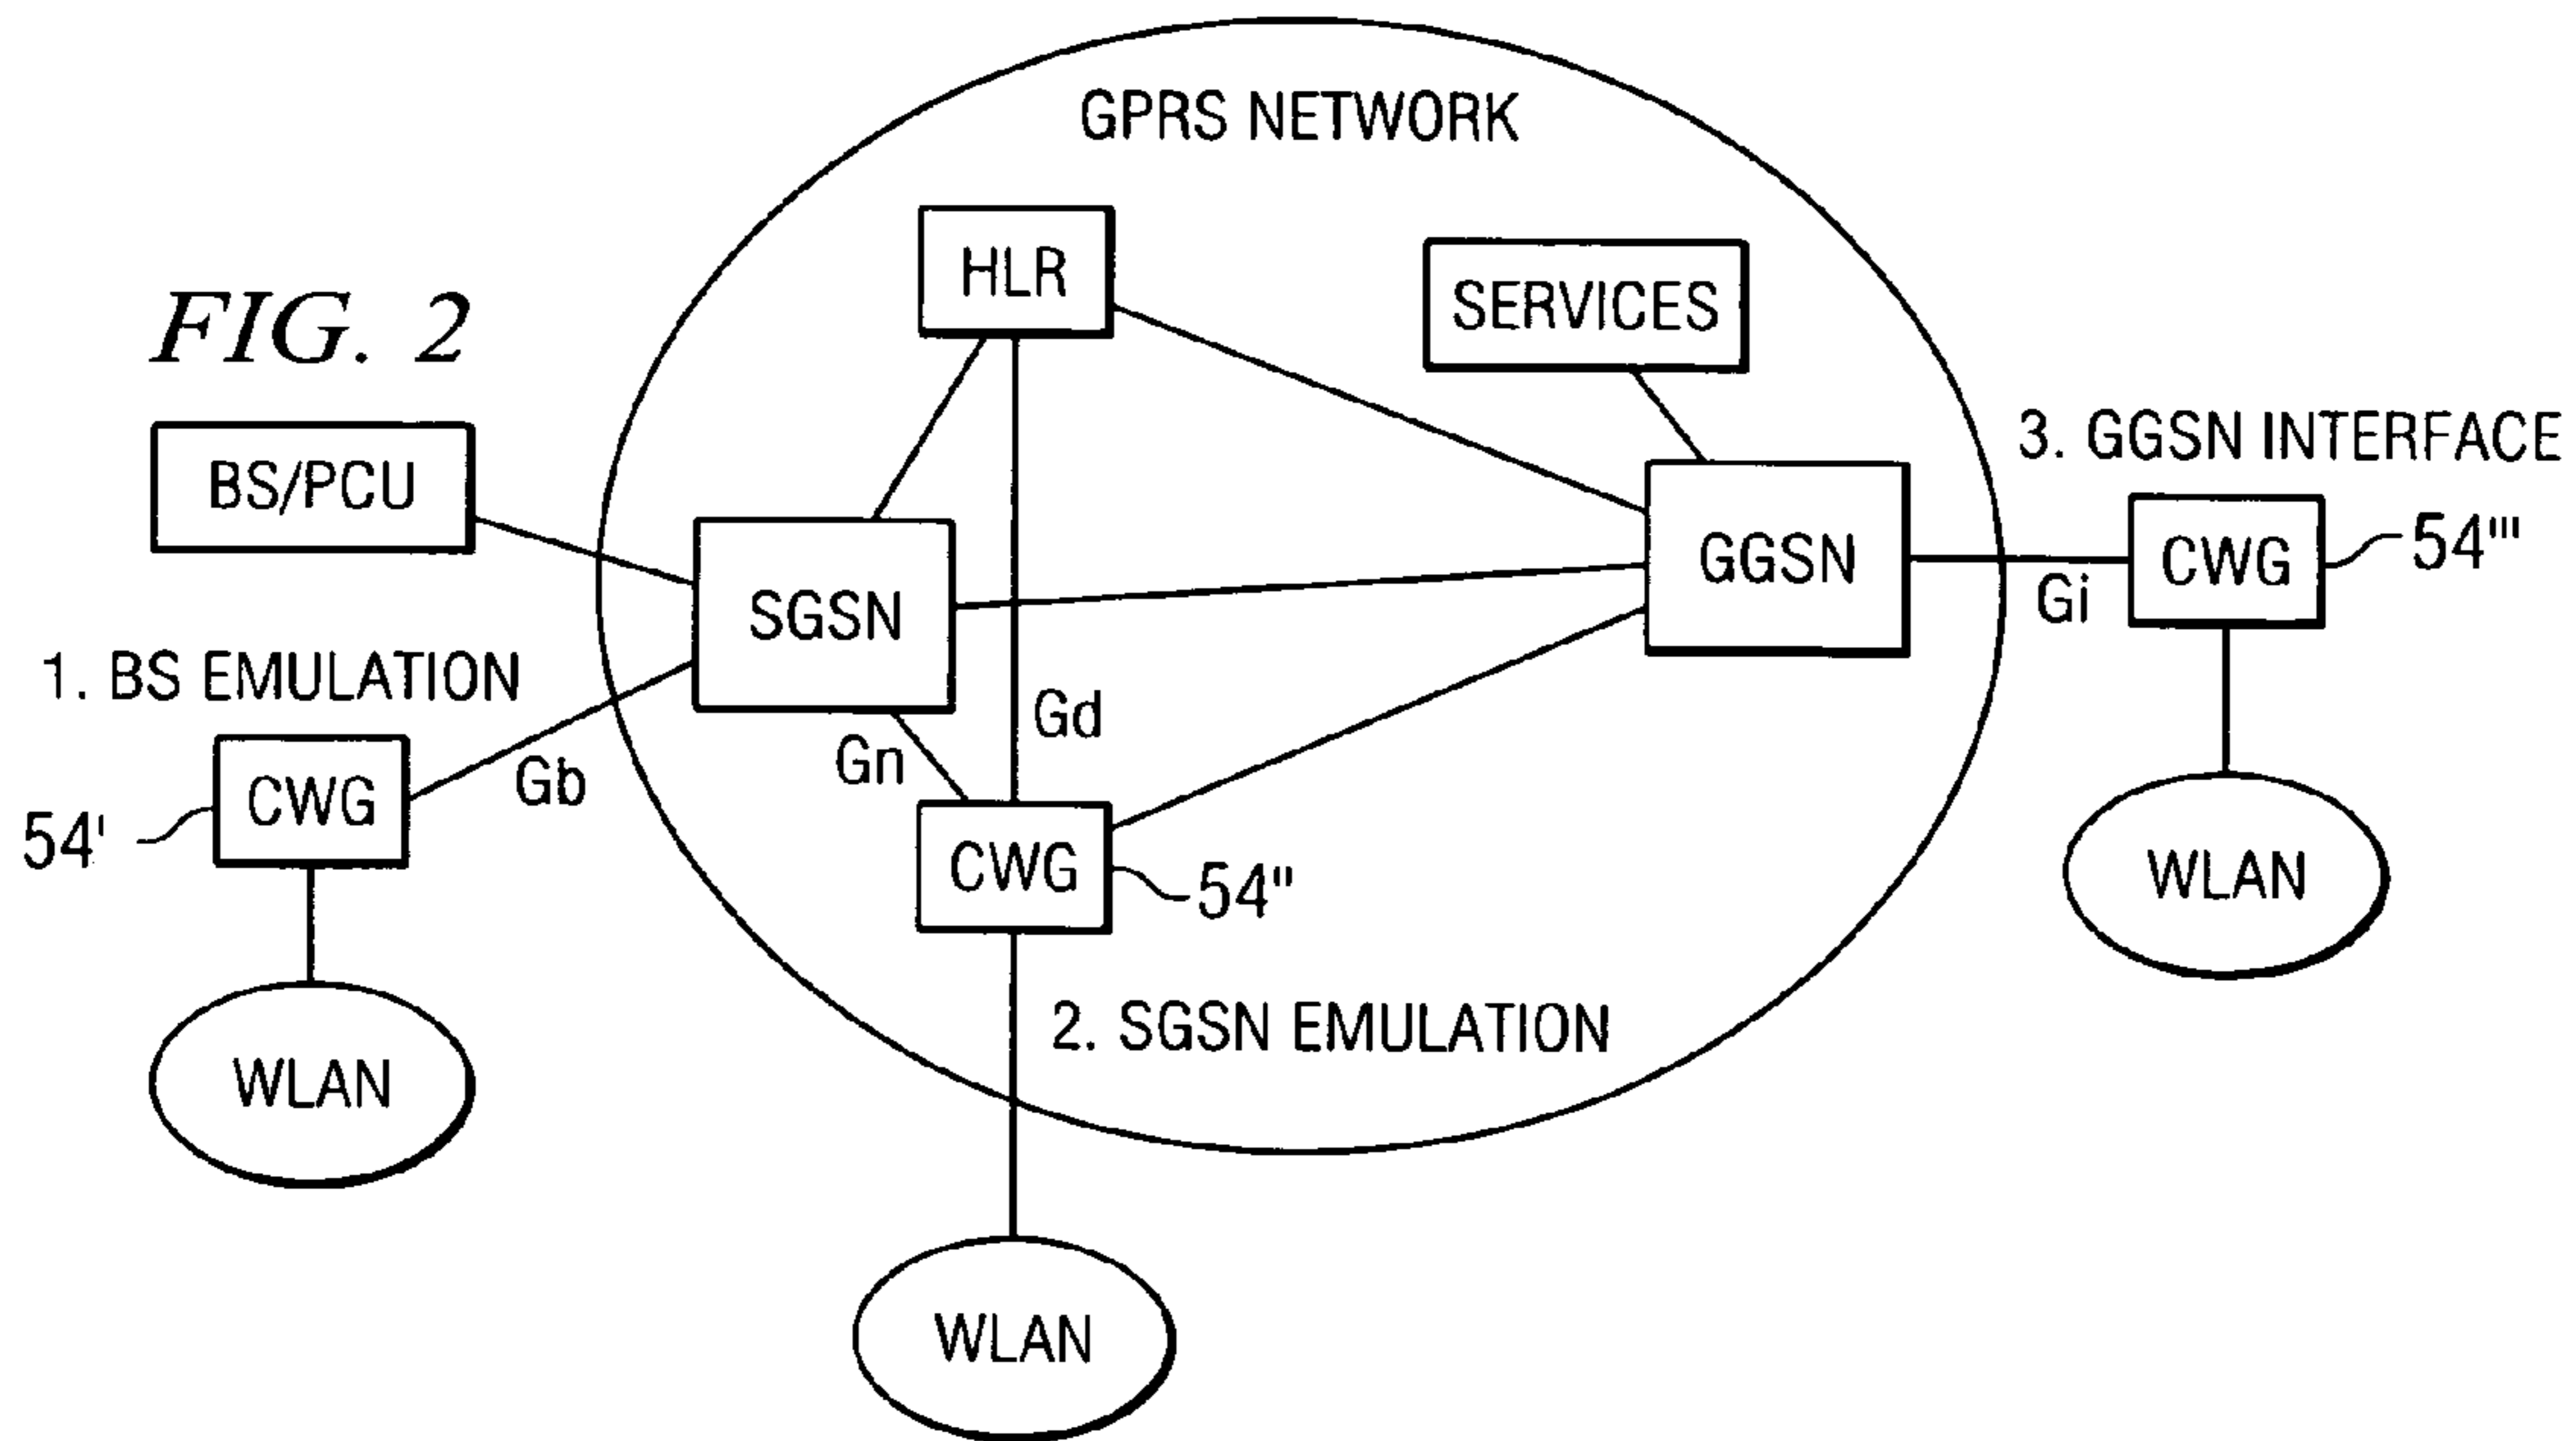 GPRS NETWORK
HLR
SERVICES
FIG. 2
BS/PCU
3. GGSN INTERFACE
SGSN
GGSN
CWG
54'''
Gi
1. BS EMULATION
Gd
Gn
Gb
CWG
54'
CWG
54"
WLAN
2. SGSN EMULATION
WLAN
WLAN